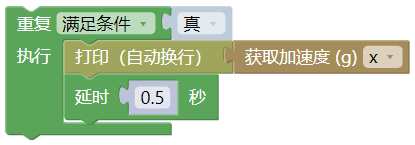 重复 满足条件 真
执行 打印（自动换行） 获取加速度 (g) x
延时 0.5 秒